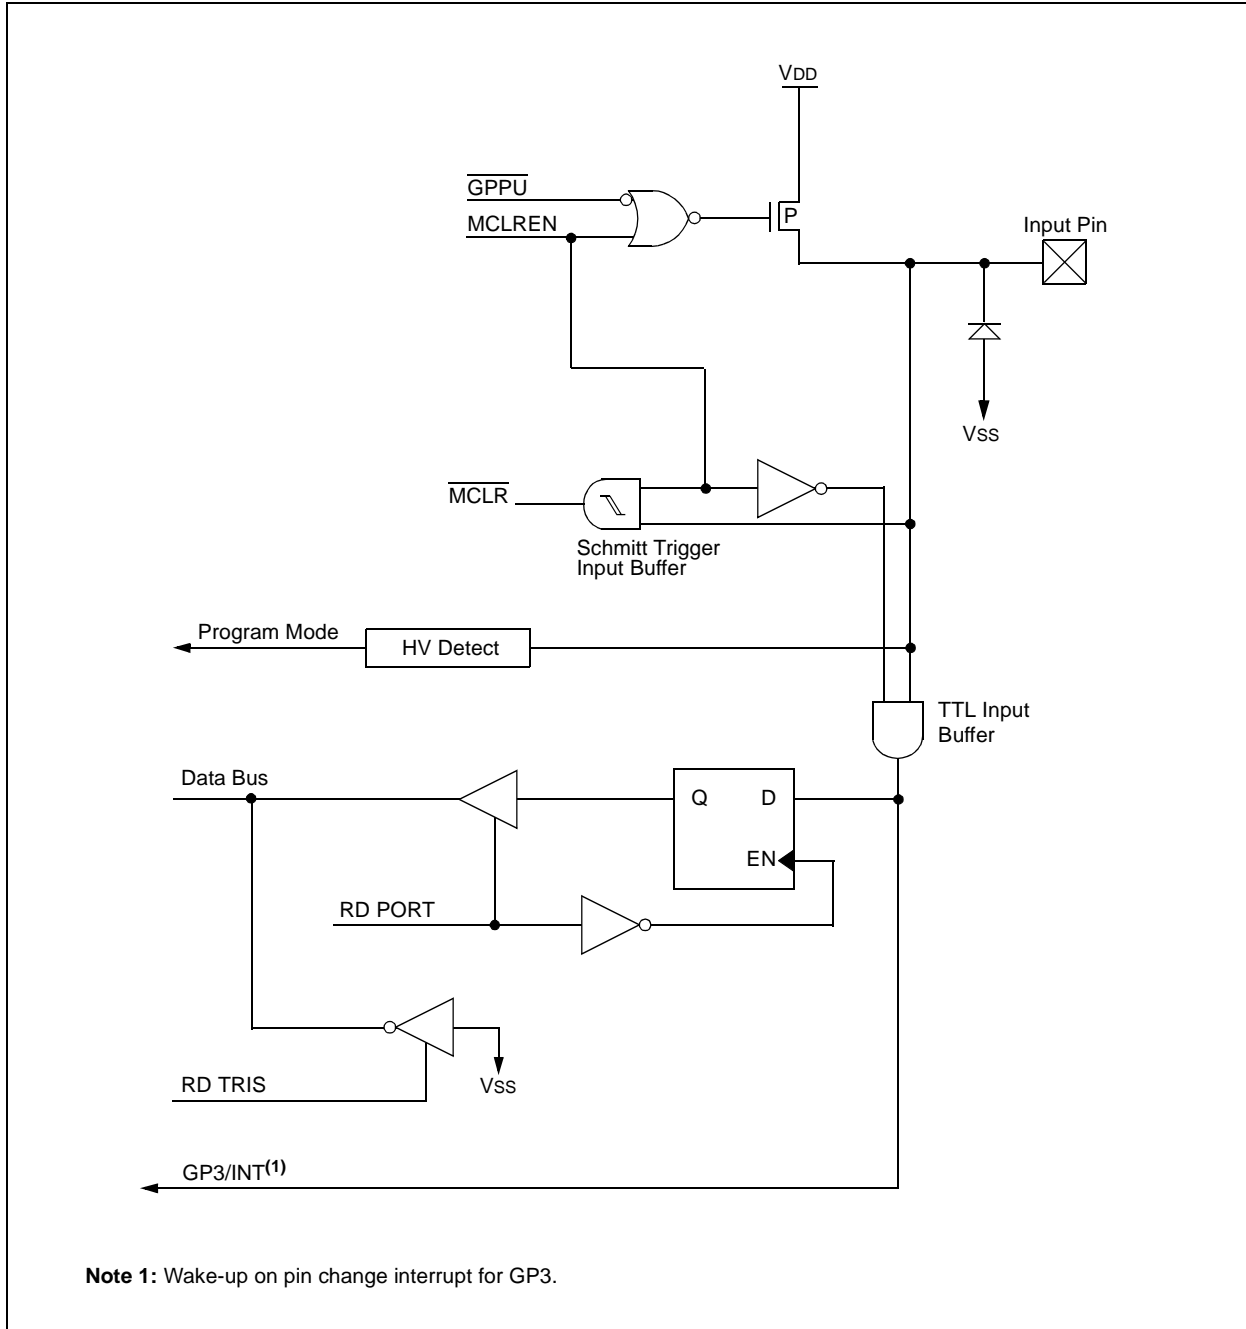 VDD
GPPU
MCLREN
P
Input Pin
VSS
MCLR
Schmitt Trigger
Input Buffer
Program Mode
HV Detect
TTL Input
Buffer
Data Bus
Q D
EN
RD PORT
RD TRIS
VSS
GP3/INT(1)
Note 1: Wake-up on pin change interrupt for GP3.